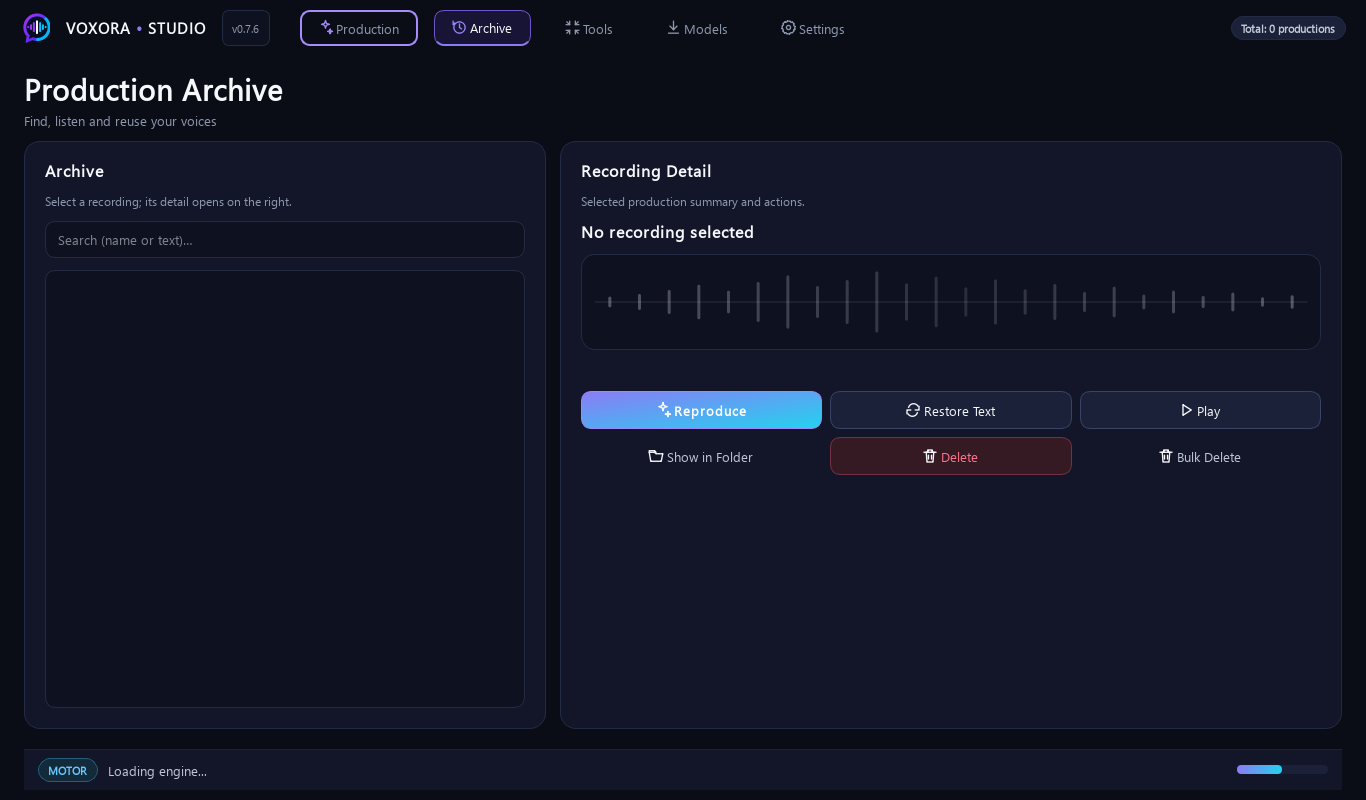 VOXORA • STUDIO v0.7.6 Production Archive Tools Models Settings Total: 0 productions
Production Archive
Find, listen and reuse your voices
Archive
Select a recording; its detail opens on the right.
Search (name or text)...
Recording Detail
Selected production summary and actions.
No recording selected
Reproduce Restore Text Play
Show in Folder Delete Bulk Delete
MOTOR Loading engine...